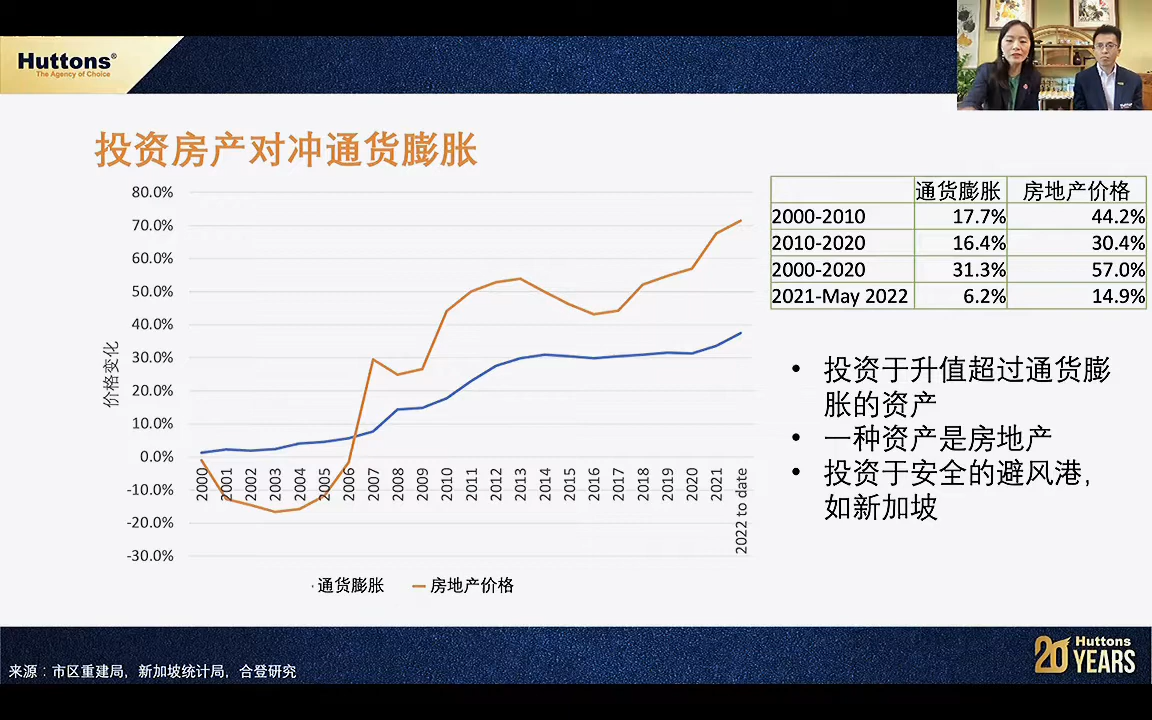 Huttons®
The Agency of Choice
投资房产对冲通货膨胀
80.0%
70.0%
60.0%
50.0%
40.0%
30.0%
20.0%
10.0%
0.0%
-10.0%
-20.0%
-30.0%
价格变化
2000 2001 2002 2003 2004 2005 2006 2007 2008 2009 2010 2011 2012 2013 2014 2015 2016 2017 2018 2019 2020 2021 2022 to date
通货膨胀 房地产价格
通货膨胀 房地产价格
2000-2010 17.7% 44.2%
2010-2020 16.4% 30.4%
2000-2020 31.3% 57.0%
2021-May 2022 6.2% 14.9%
• 投资于升值超过通货膨
胀的资产
• 一种资产是房地产
• 投资于安全的避风港,
如新加坡
来源：市区重建局，新加坡统计局，合登研究
20 Huttons
YEARS